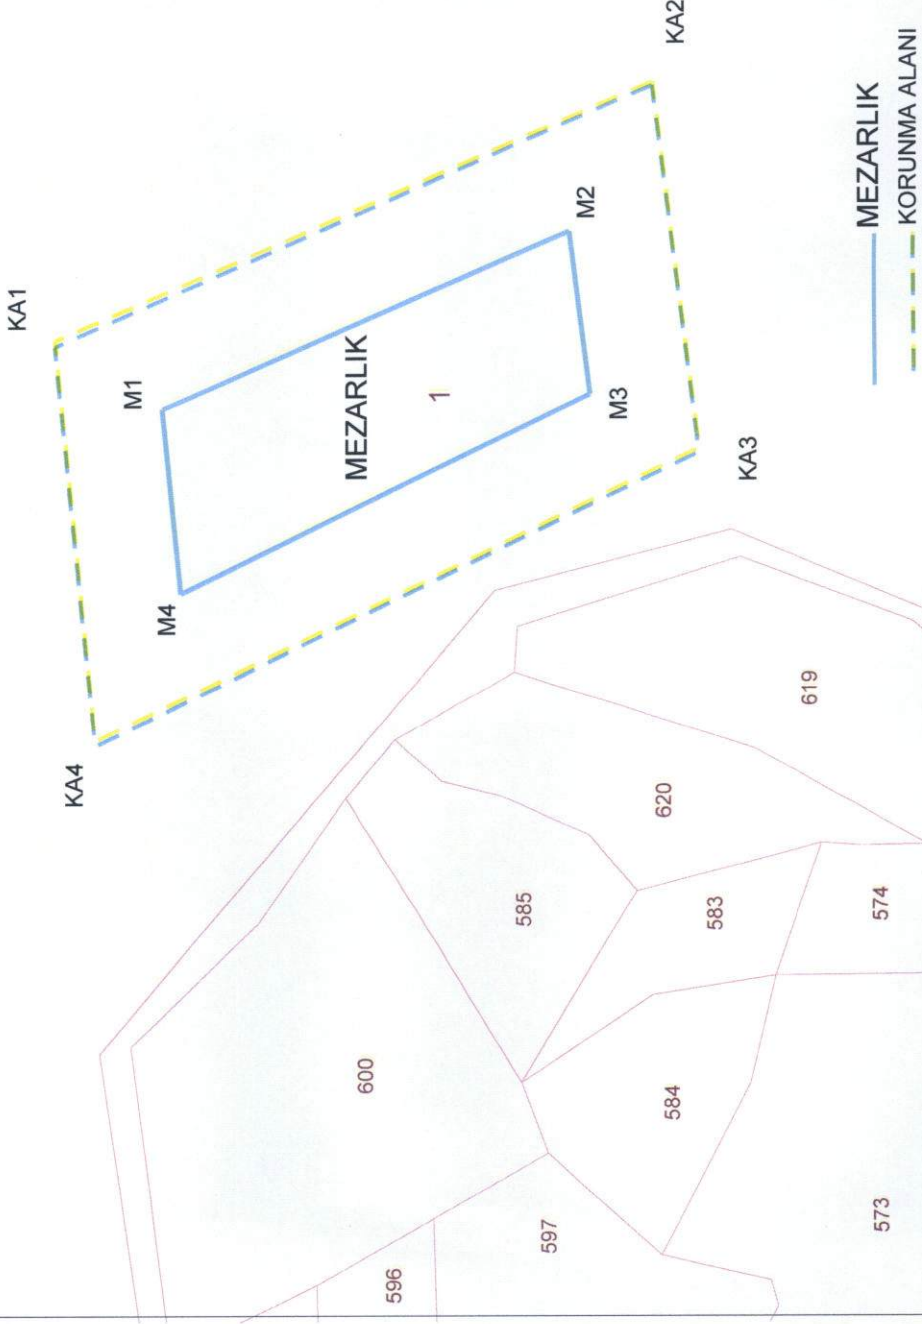 KA1
KA2
M1
M2
MEZARLIK
1
M4
M3
KA4
KA3
619
620
585
583
574
600
584
597
596
573
MEZARLIK
KORUNMA ALANI